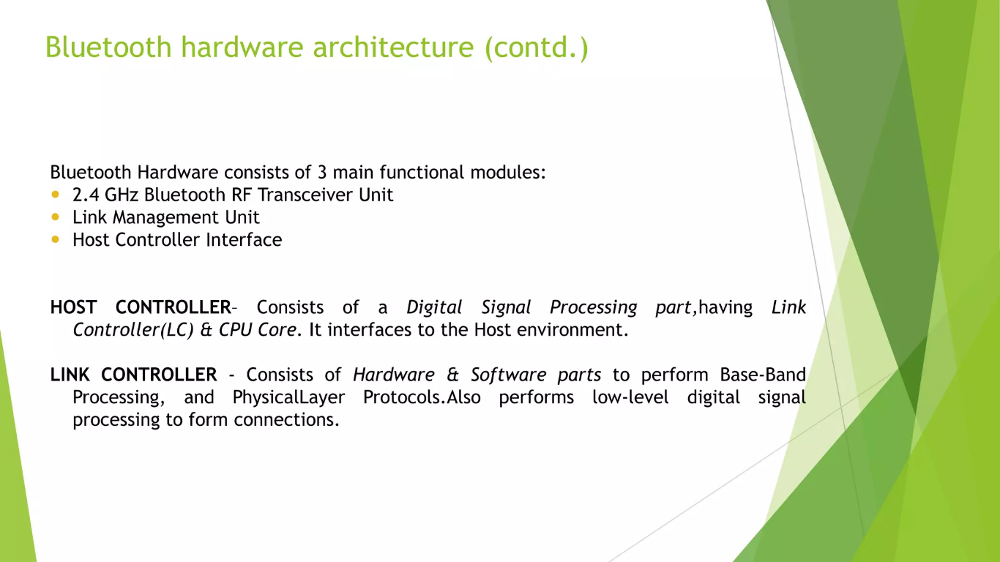 Bluetooth hardware architecture (contd.)
Bluetooth Hardware consists of 3 main functional modules:
• 2.4 GHz Bluetooth RF Transceiver Unit
• Link Management Unit
• Host Controller Interface
HOST CONTROLLER– Consists of a Digital Signal Processing part,having Link
Controller(LC) & CPU Core. It interfaces to the Host environment.
LINK CONTROLLER - Consists of Hardware & Software parts to perform Base-Band
Processing, and PhysicalLayer Protocols.Also performs low-level digital signal
processing to form connections.